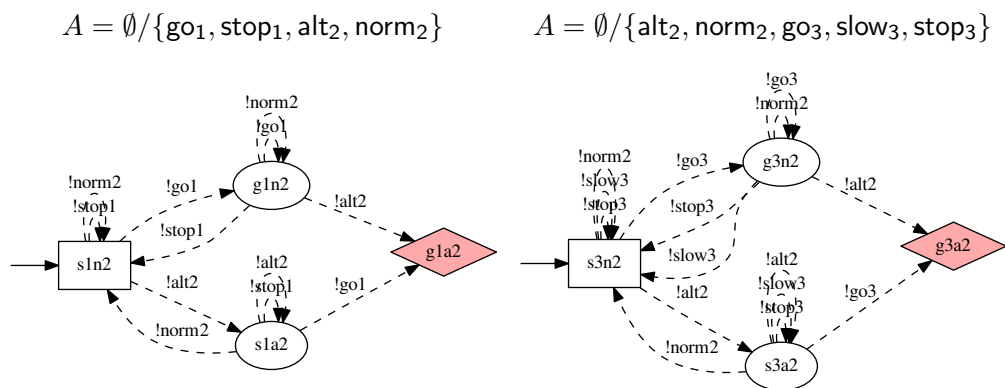 A = ∅/{go₁, stop₁, alt₂, norm₂}
!norm2
!go1
g1n2
!norm2
!stop1
!go1
!alt2
!stop1
g1a2
s1n2
!alt2
!alt2
!stop1
!go1
!norm2
s1a2
A = ∅/{alt₂, norm₂, go₃, slow₃, stop₃}
!go3
!norm2
g3n2
!norm2
!slow3
!stop3
!go3
!alt2
!stop3
g3a2
!slow3
s3n2
!alt2
!alt2
!slow3
!stop3
!go3
!norm2
s3a2